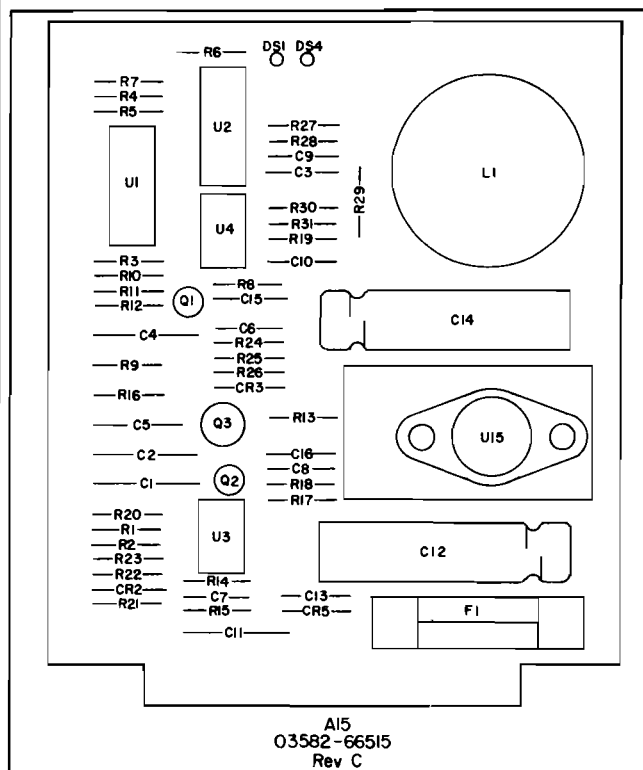 R6
DS1 DS4
R7
R4
R5
U1
U2
U4
R27
R28
C9
C3
R30
R31
R19
C10
R29
L1
R3
R10
R11
R12
Q1
R8
C15
C14
C4
C6
R24
R25
R26
CR3
R9
R16
C5
Q3
R13
U15
C2
C16
C8
R18
R17
C1
Q2
R20
R1
R2
R23
R22
CR2
R21
U3
R14
C7
R15
C11
C13
CR5
C12
F1
A15
03582-66515
Rev C